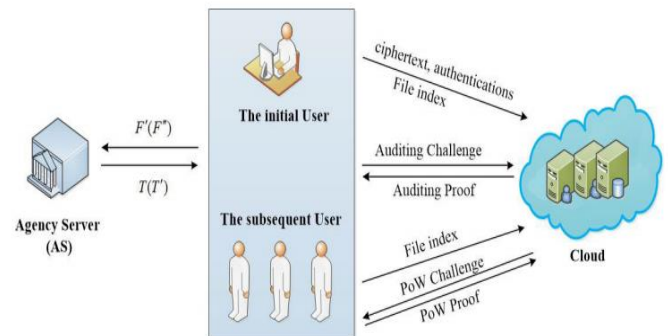 ciphertext, authentications
File index
The initial User
F'(F'')
T(T')
Auditing Challenge
Auditing Proof
Agency Server
(AS)
The subsequent User
File index
PoW Challenge
PoW Proof
Cloud